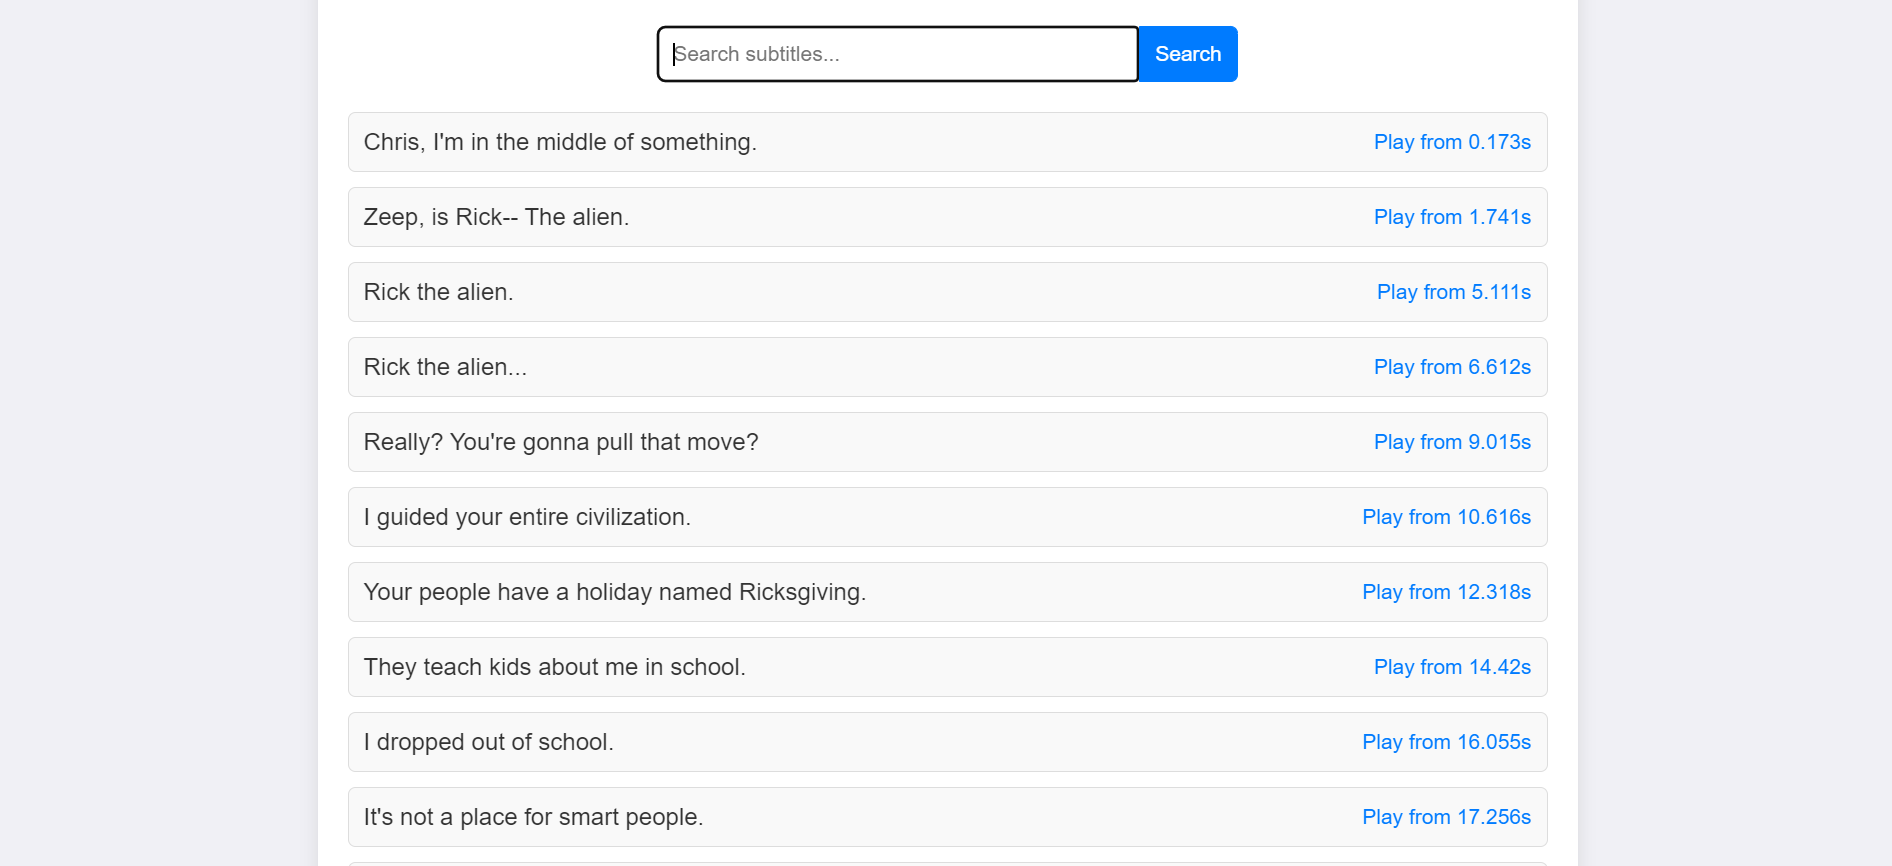 Search subtitles...
Search
Chris, I'm in the middle of something. Play from 0.173s
Zeep, is Rick-- The alien. Play from 1.741s
Rick the alien. Play from 5.111s
Rick the alien... Play from 6.612s
Really? You're gonna pull that move? Play from 9.015s
I guided your entire civilization. Play from 10.616s
Your people have a holiday named Ricksgiving. Play from 12.318s
They teach kids about me in school. Play from 14.42s
I dropped out of school. Play from 16.055s
It's not a place for smart people. Play from 17.256s